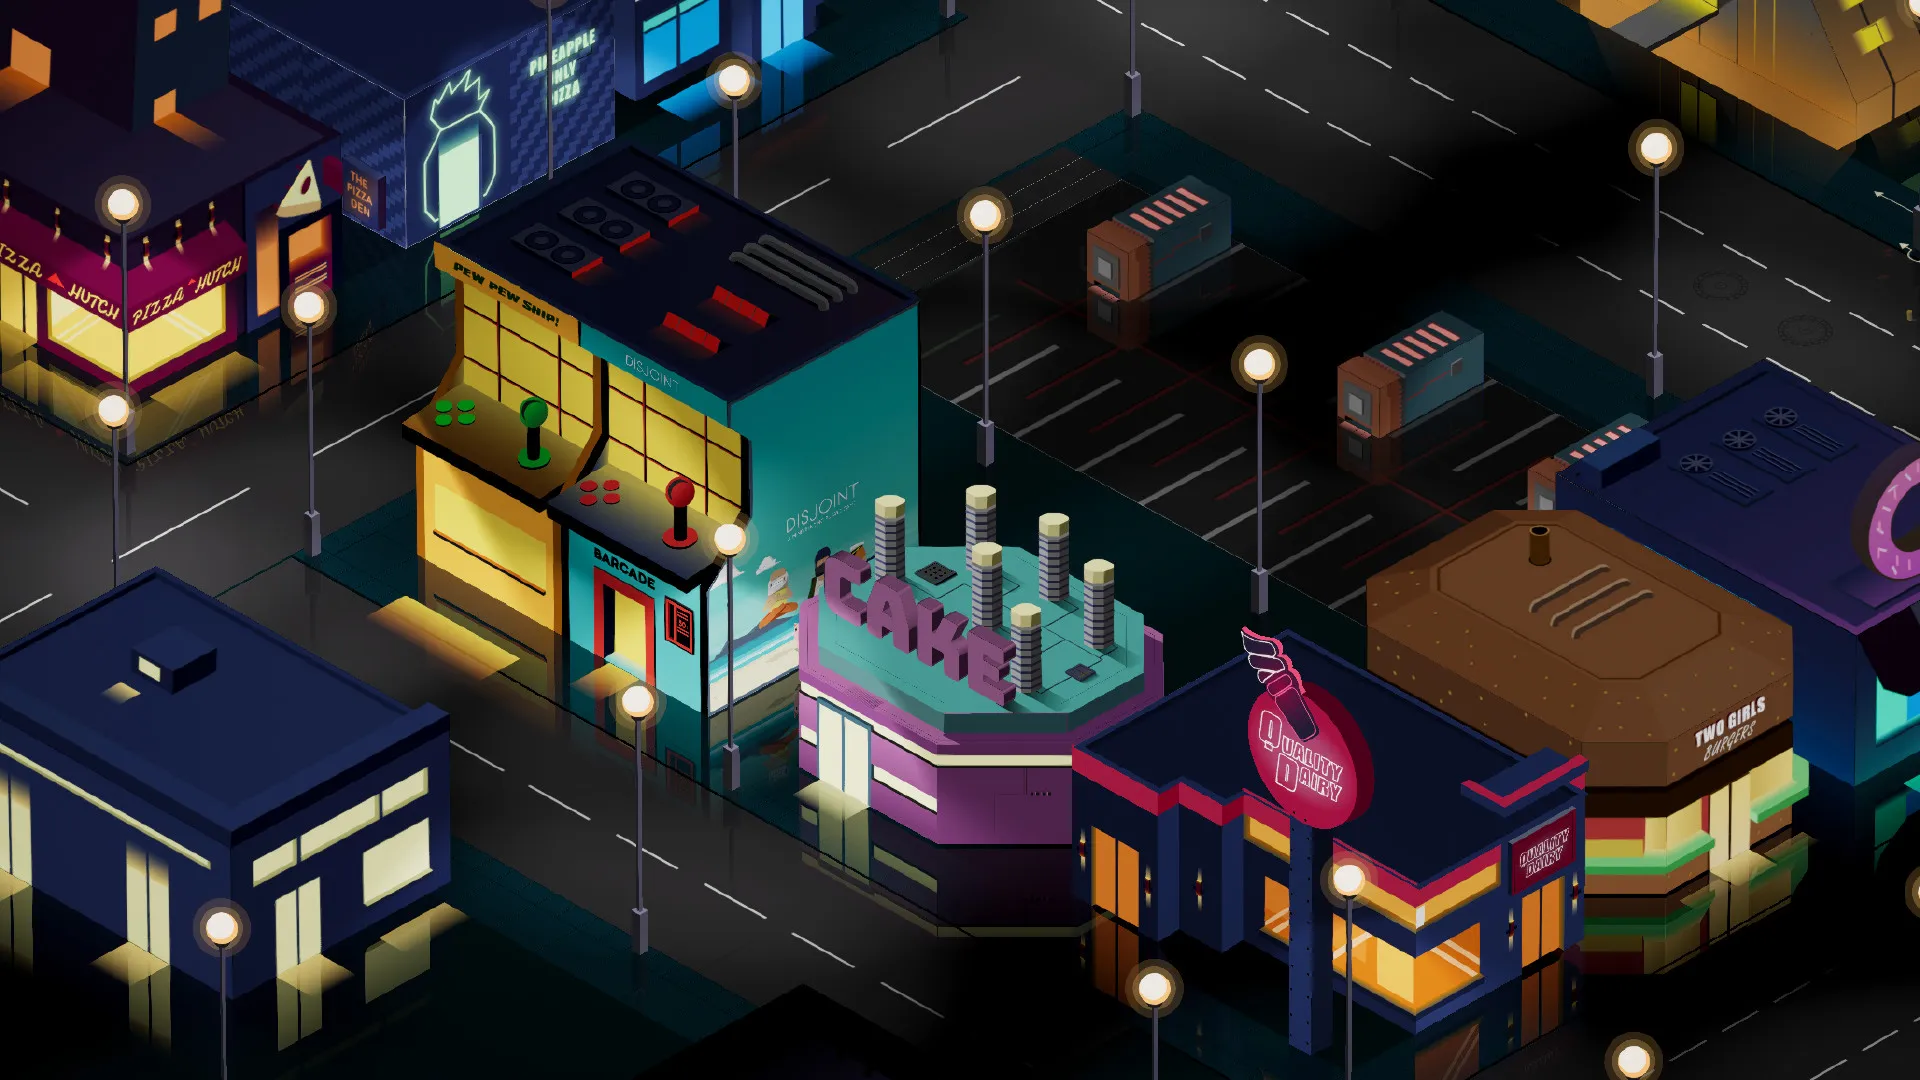 PINEAPPLE
ONLY
PIZZA
THE
PIZZA
DEN
PIZZA HUTCH
PIZZA HUTCH
PEW PEW SHIP!
DISJOINT
DISJOINT
BARCADE
CAKE
QUALITY
DAIRY
QUALITY
DAIRY
TWO GIRLS
BURGERS